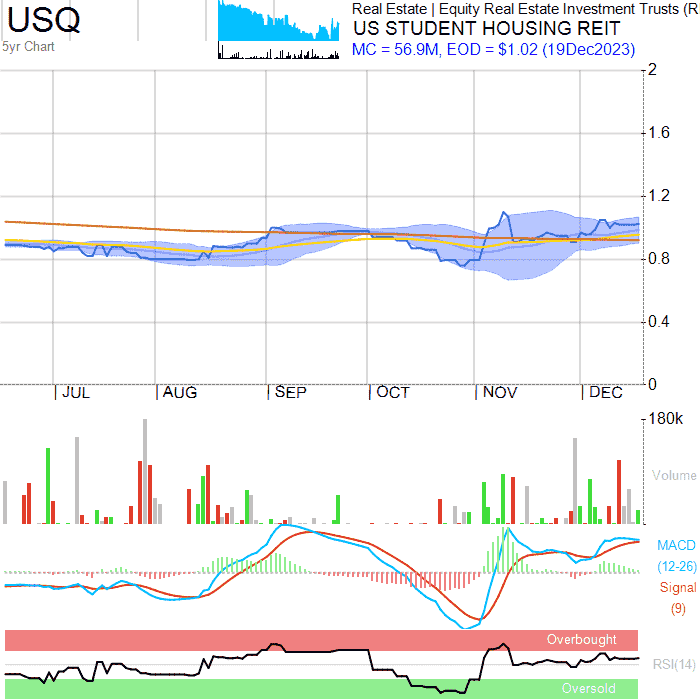 USQ
5yr Chart
Real Estate | Equity Real Estate Investment Trusts (R
US STUDENT HOUSING REIT
MC = 56.9M, EOD = $1.02 (19Dec2023)
2
1.6
1.2
0.8
0.4
0
JUL AUG SEP OCT NOV DEC
180k
Volume
MACD
(12-26)
Signal
(9)
Overbought
RSI(14)
Oversold